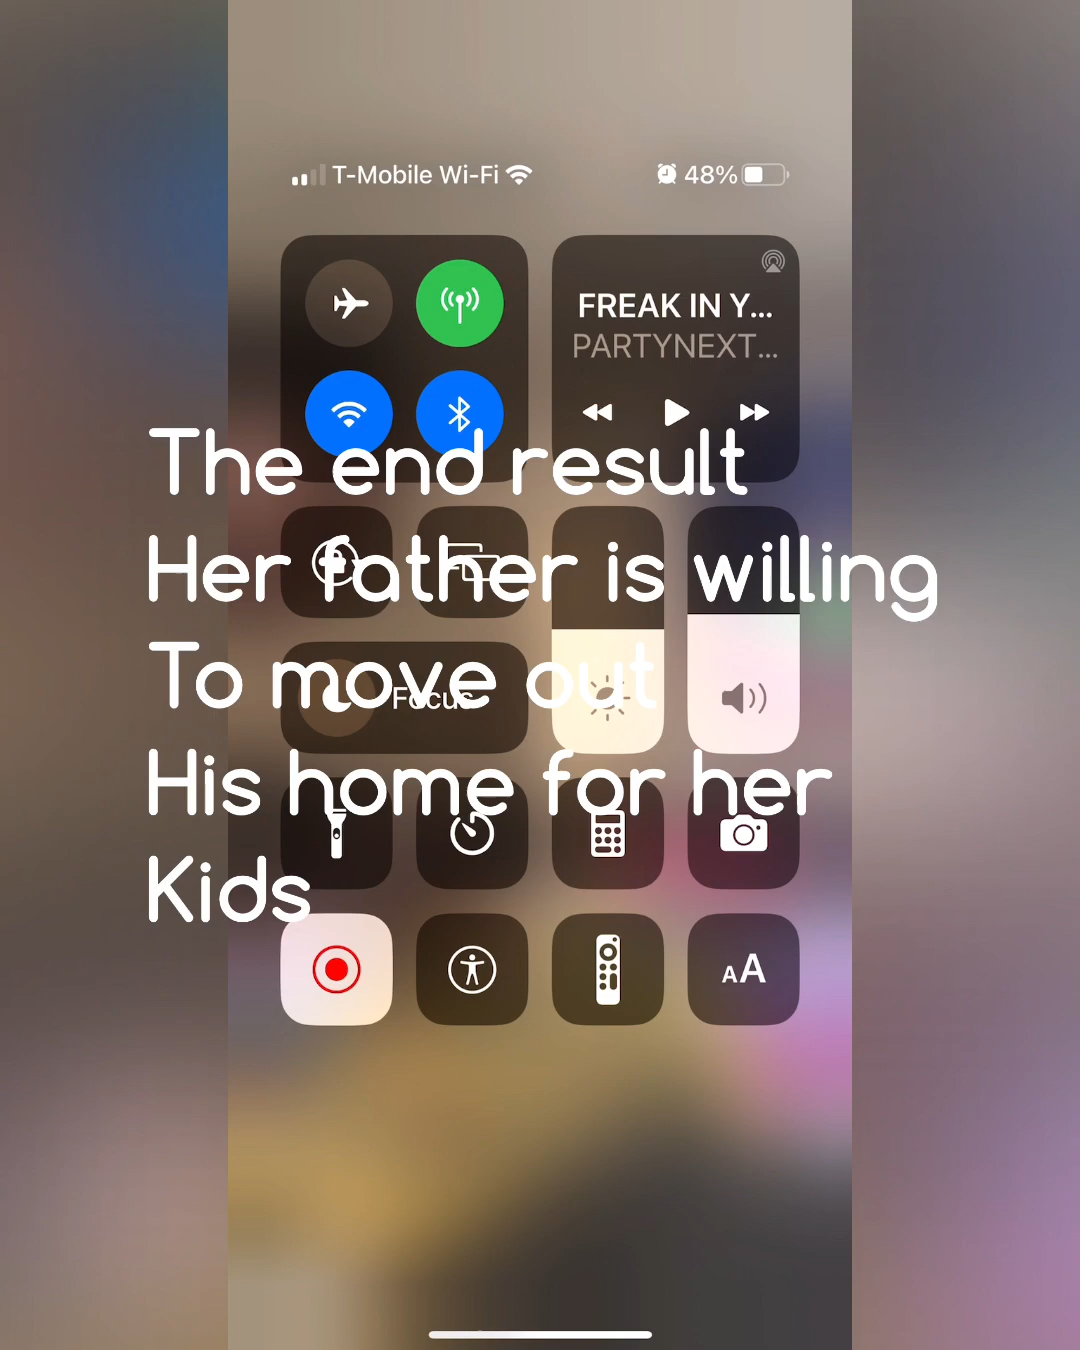 T-Mobile Wi-Fi 48%
FREAK IN Y...
PARTYNEXT...
The end result
Her father is willing
To move out
Focus
His home for her
Kids
AA